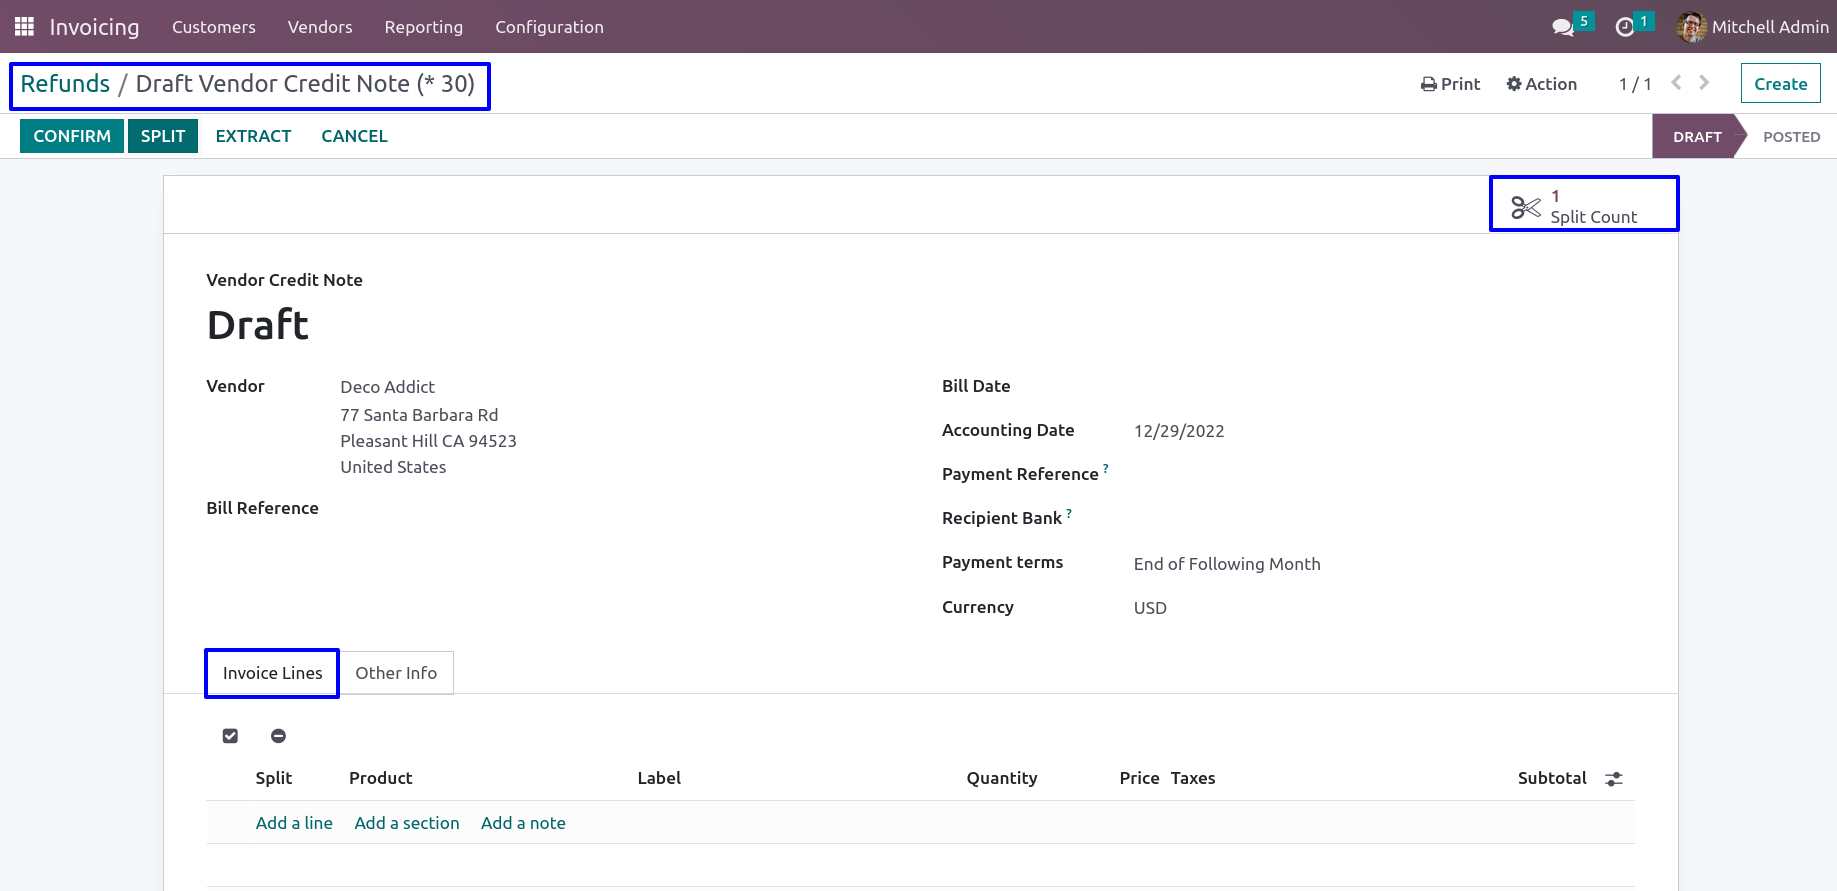 Invoicing Customers Vendors Reporting Configuration 5 1 Mitchell Admin
Refunds / Draft Vendor Credit Note (* 30) Print Action 1 / 1 Create
CONFIRM SPLIT EXTRACT CANCEL DRAFT POSTED
1
Split Count
Vendor Credit Note
Draft
Vendor Deco Addict
77 Santa Barbara Rd
Pleasant Hill CA 94523
United States
Bill Reference
Bill Date
Accounting Date 12/29/2022
Payment Reference ?
Recipient Bank ?
Payment terms End of Following Month
Currency USD
Invoice Lines Other Info
Split Product Label Quantity Price Taxes Subtotal
Add a line Add a section Add a note